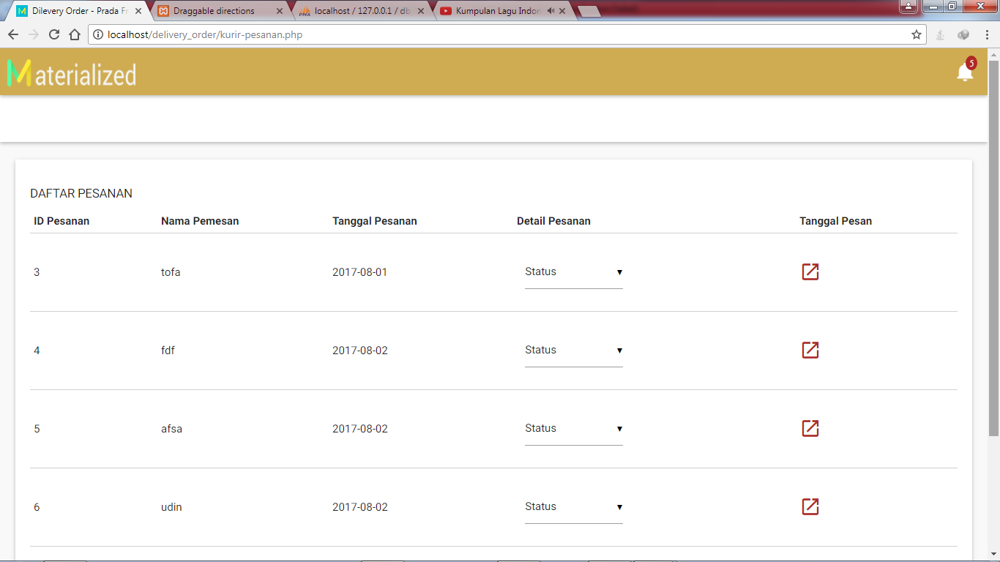 Dilevery Order - Prada Fr
Draggable directions
localhost / 127.0.0.1 / db
Kumpulan Lagu Indon
localhost/delivery_order/kurir-pesanan.php
Materialized
5
DAFTAR PESANAN
ID Pesanan Nama Pemesan Tanggal Pesanan Detail Pesanan Tanggal Pesan
3 tofa 2017-08-01 Status
4 fdf 2017-08-02 Status
5 afsa 2017-08-02 Status
6 udin 2017-08-02 Status